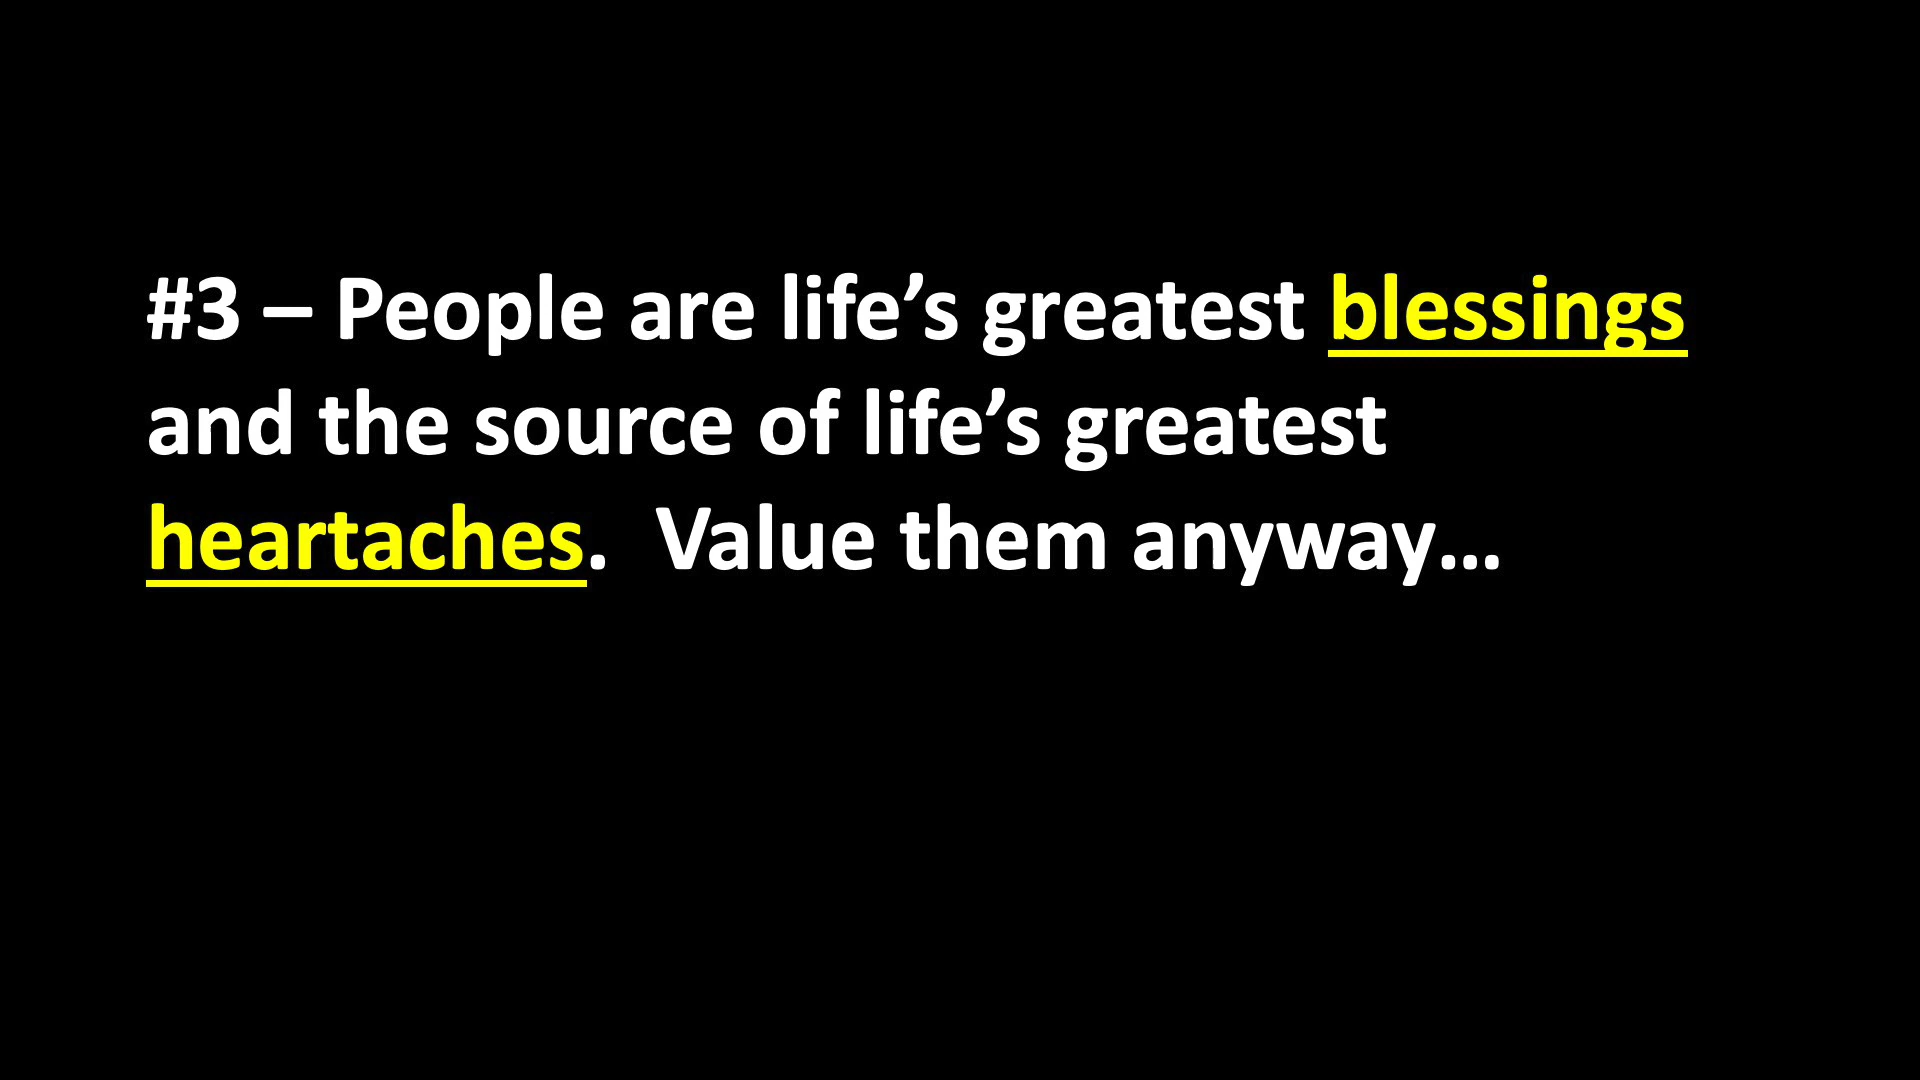 #3 – People are life’s greatest blessings
and the source of life’s greatest
heartaches.  Value them anyway…